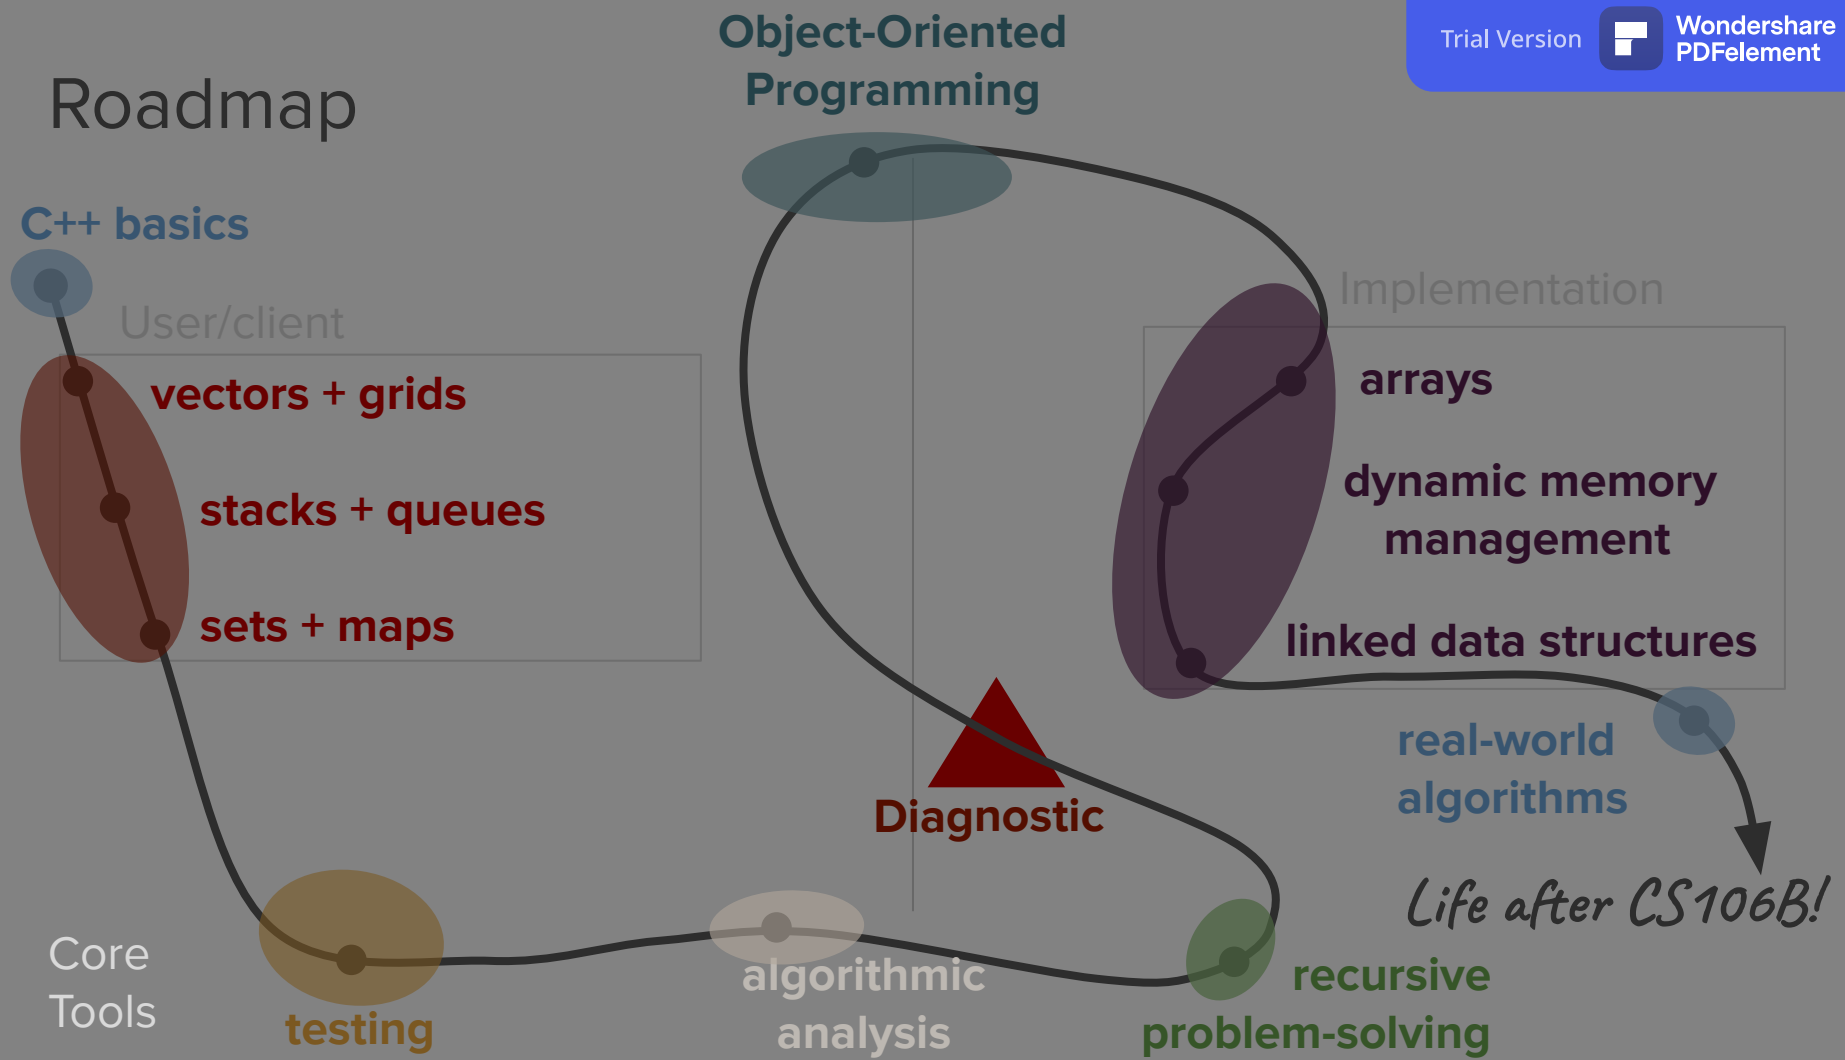 Object-Oriented
Programming
Trial Version
Wondershare
PDFelement
Roadmap
C++ basics
User/client
vectors + grids
stacks + queues
sets + maps
Implementation
arrays
dynamic memory
management
linked data structures
real-world
algorithms
Diagnostic
Life after CS106B!
Core
Tools
testing
algorithmic
analysis
recursive
problem-solving